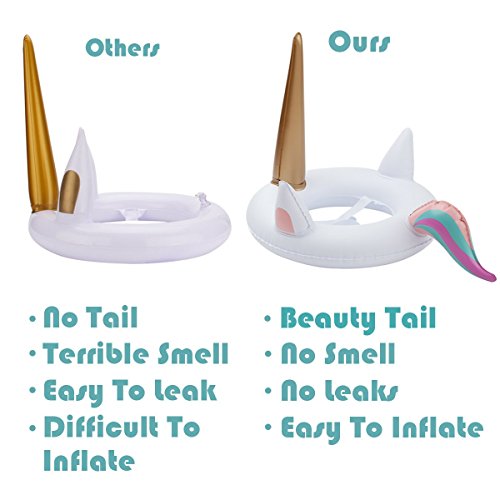 Others
Ours
• No Tail
• Terrible Smell
• Easy To Leak
• Difficult To
Inflate
• Beauty Tail
• No Smell
• No Leaks
• Easy To Inflate